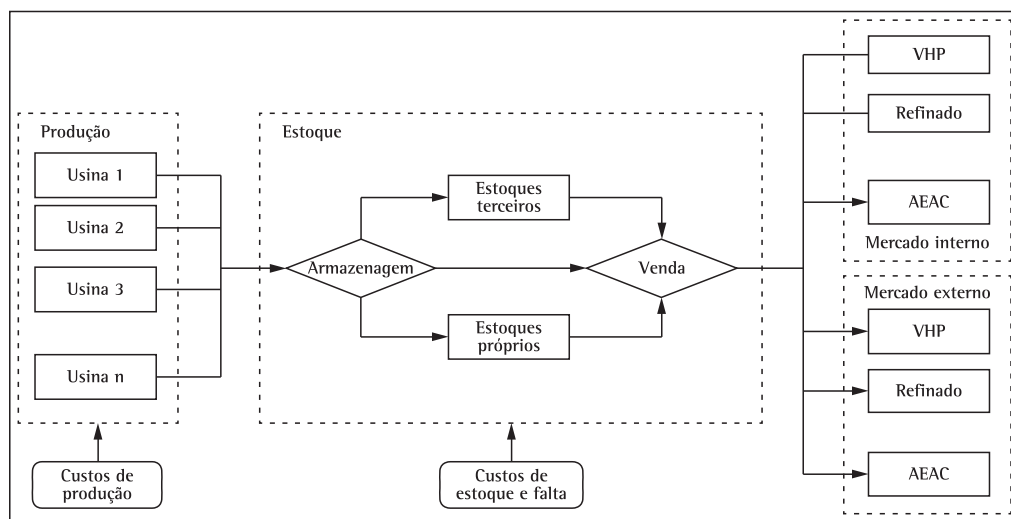 Produção
Usina 1
Usina 2
Usina 3
Usina n
Custos de
produção
Estoque
Armazenagem
Estoques
terceiros
Estoques
próprios
Venda
Custos de
estoque e falta
VHP
Refinado
AEAC
Mercado interno
Mercado externo
VHP
Refinado
AEAC